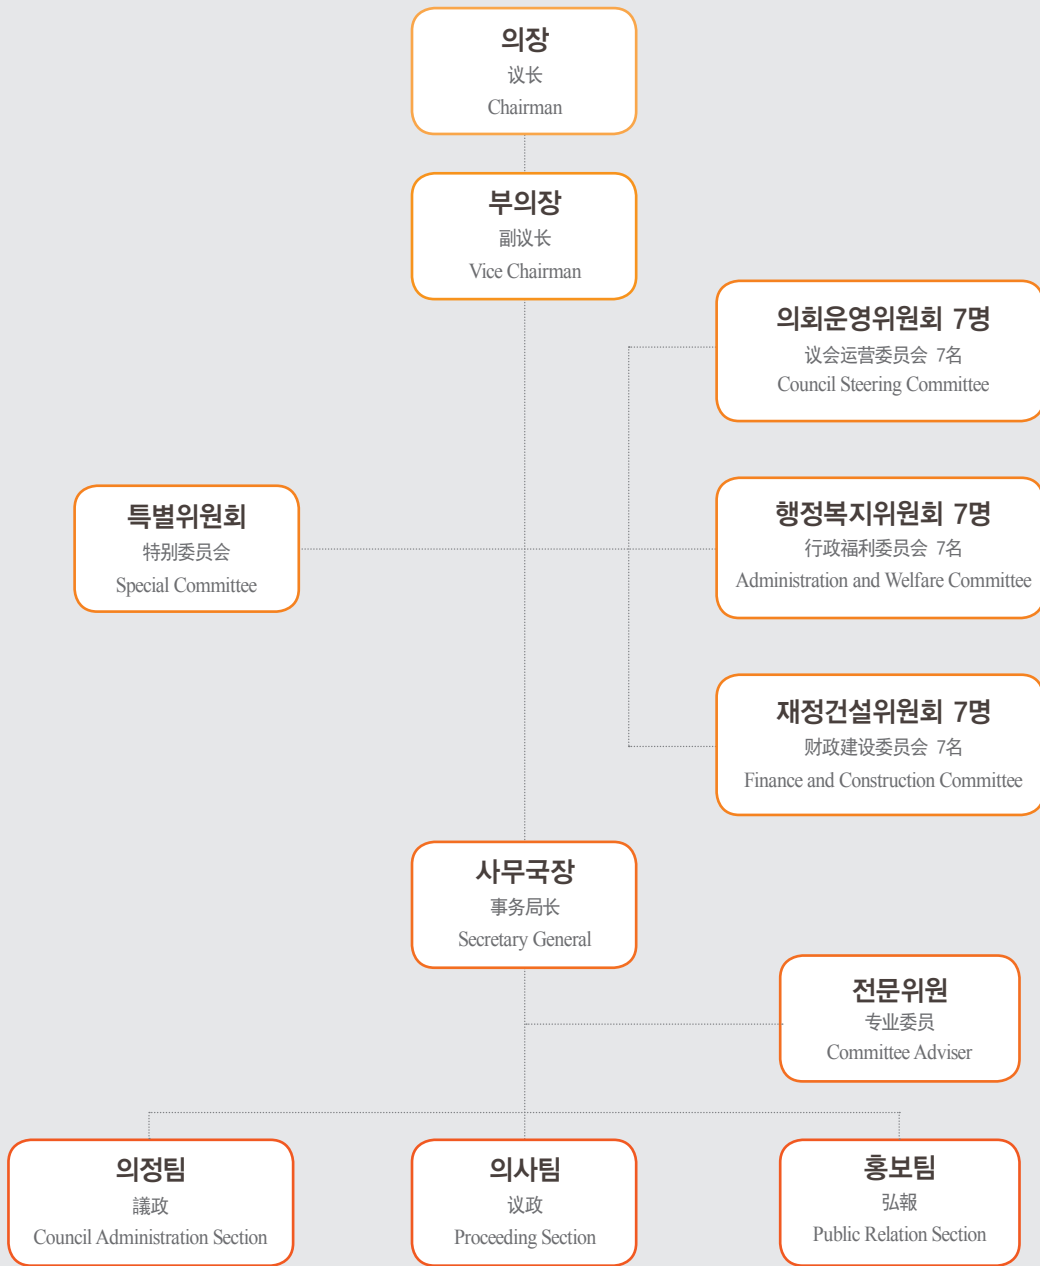 의장
议长
Chairman
부의장
副议长
Vice Chairman
의회운영위원회 7명
议会运营委员会 7名
Council Steering Committee
특별위원회
特别委员会
Special Committee
행정복지위원회 7명
行政福利委员会 7名
Administration and Welfare Committee
재정건설위원회 7명
财政建设委员会 7名
Finance and Construction Committee
사무국장
事务局长
Secretary General
전문위원
专业委员
Committee Adviser
의정팀
議政
Council Administration Section
의사팀
议政
Proceeding Section
홍보팀
弘報
Public Relation Section